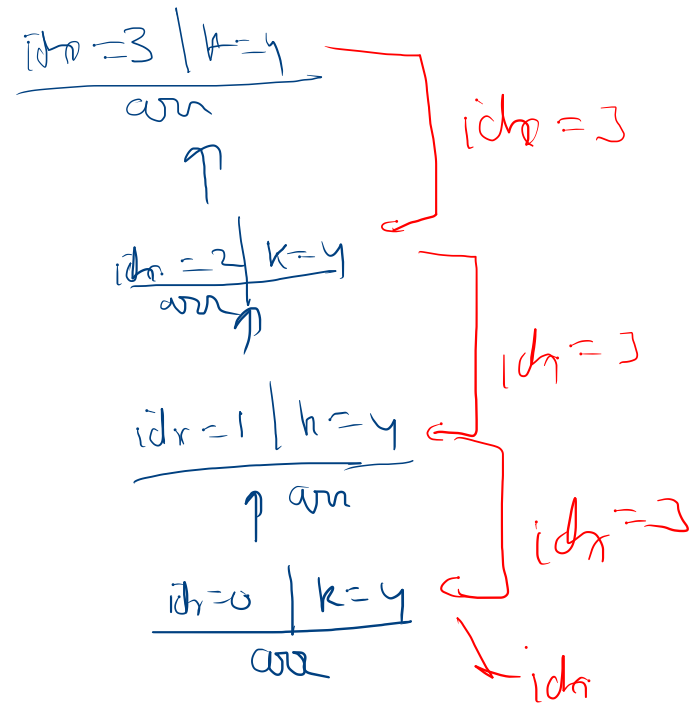 idx = 3 | k = 4
arr
idx = 3
idx = 2 | k = 4
arr
idx = 3
idx = 1 | k = 4
arr
idx = 3
idx = 0 | k = 4
arr
idx